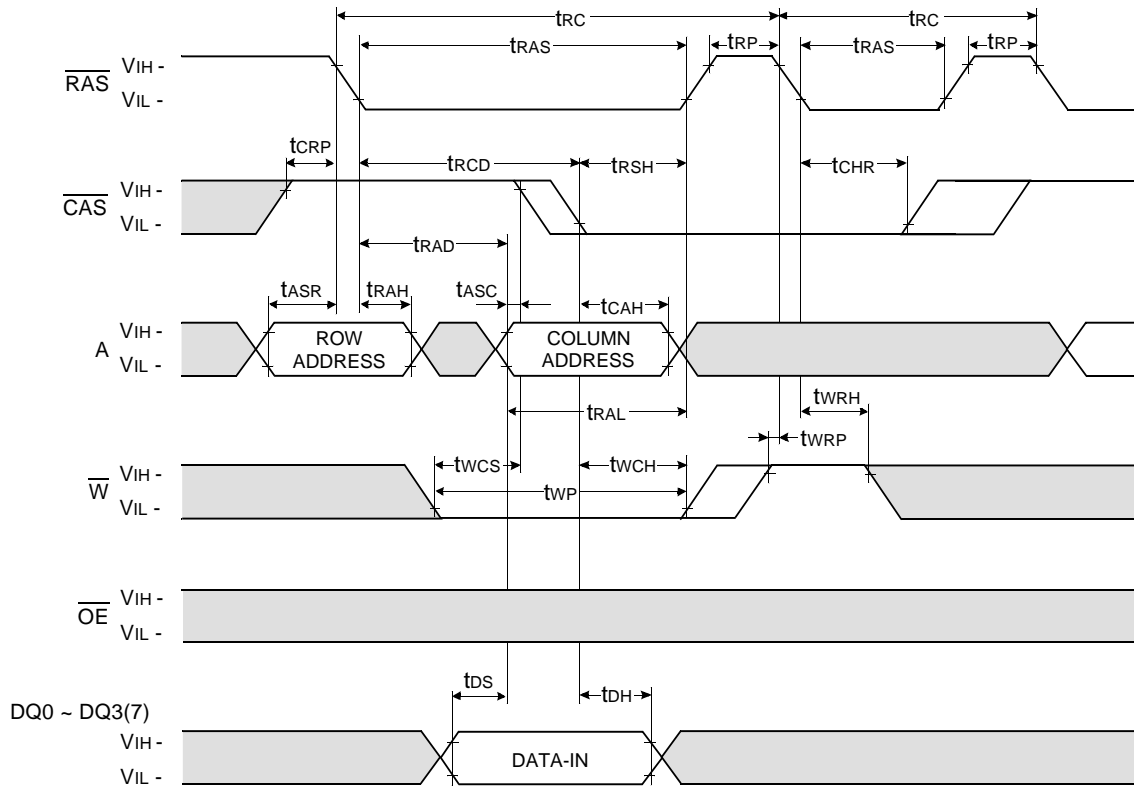 tRC tRC
tRAS tRP tRAS tRP
RAS VIH -
VIL -
tCRP tRCD tRSH tCHR
CAS VIH -
VIL -
tRAD
tASR tRAH tASC tCAH
A VIH -
VIL -
ROW
ADDRESS
COLUMN
ADDRESS
tRAL tWRH
tWRP
tWCS tWCH
W VIH -
VIL -
tWP
OE VIH -
VIL -
tDS tDH
DQ0 ~ DQ3(7)
VIH -
VIL -
DATA-IN